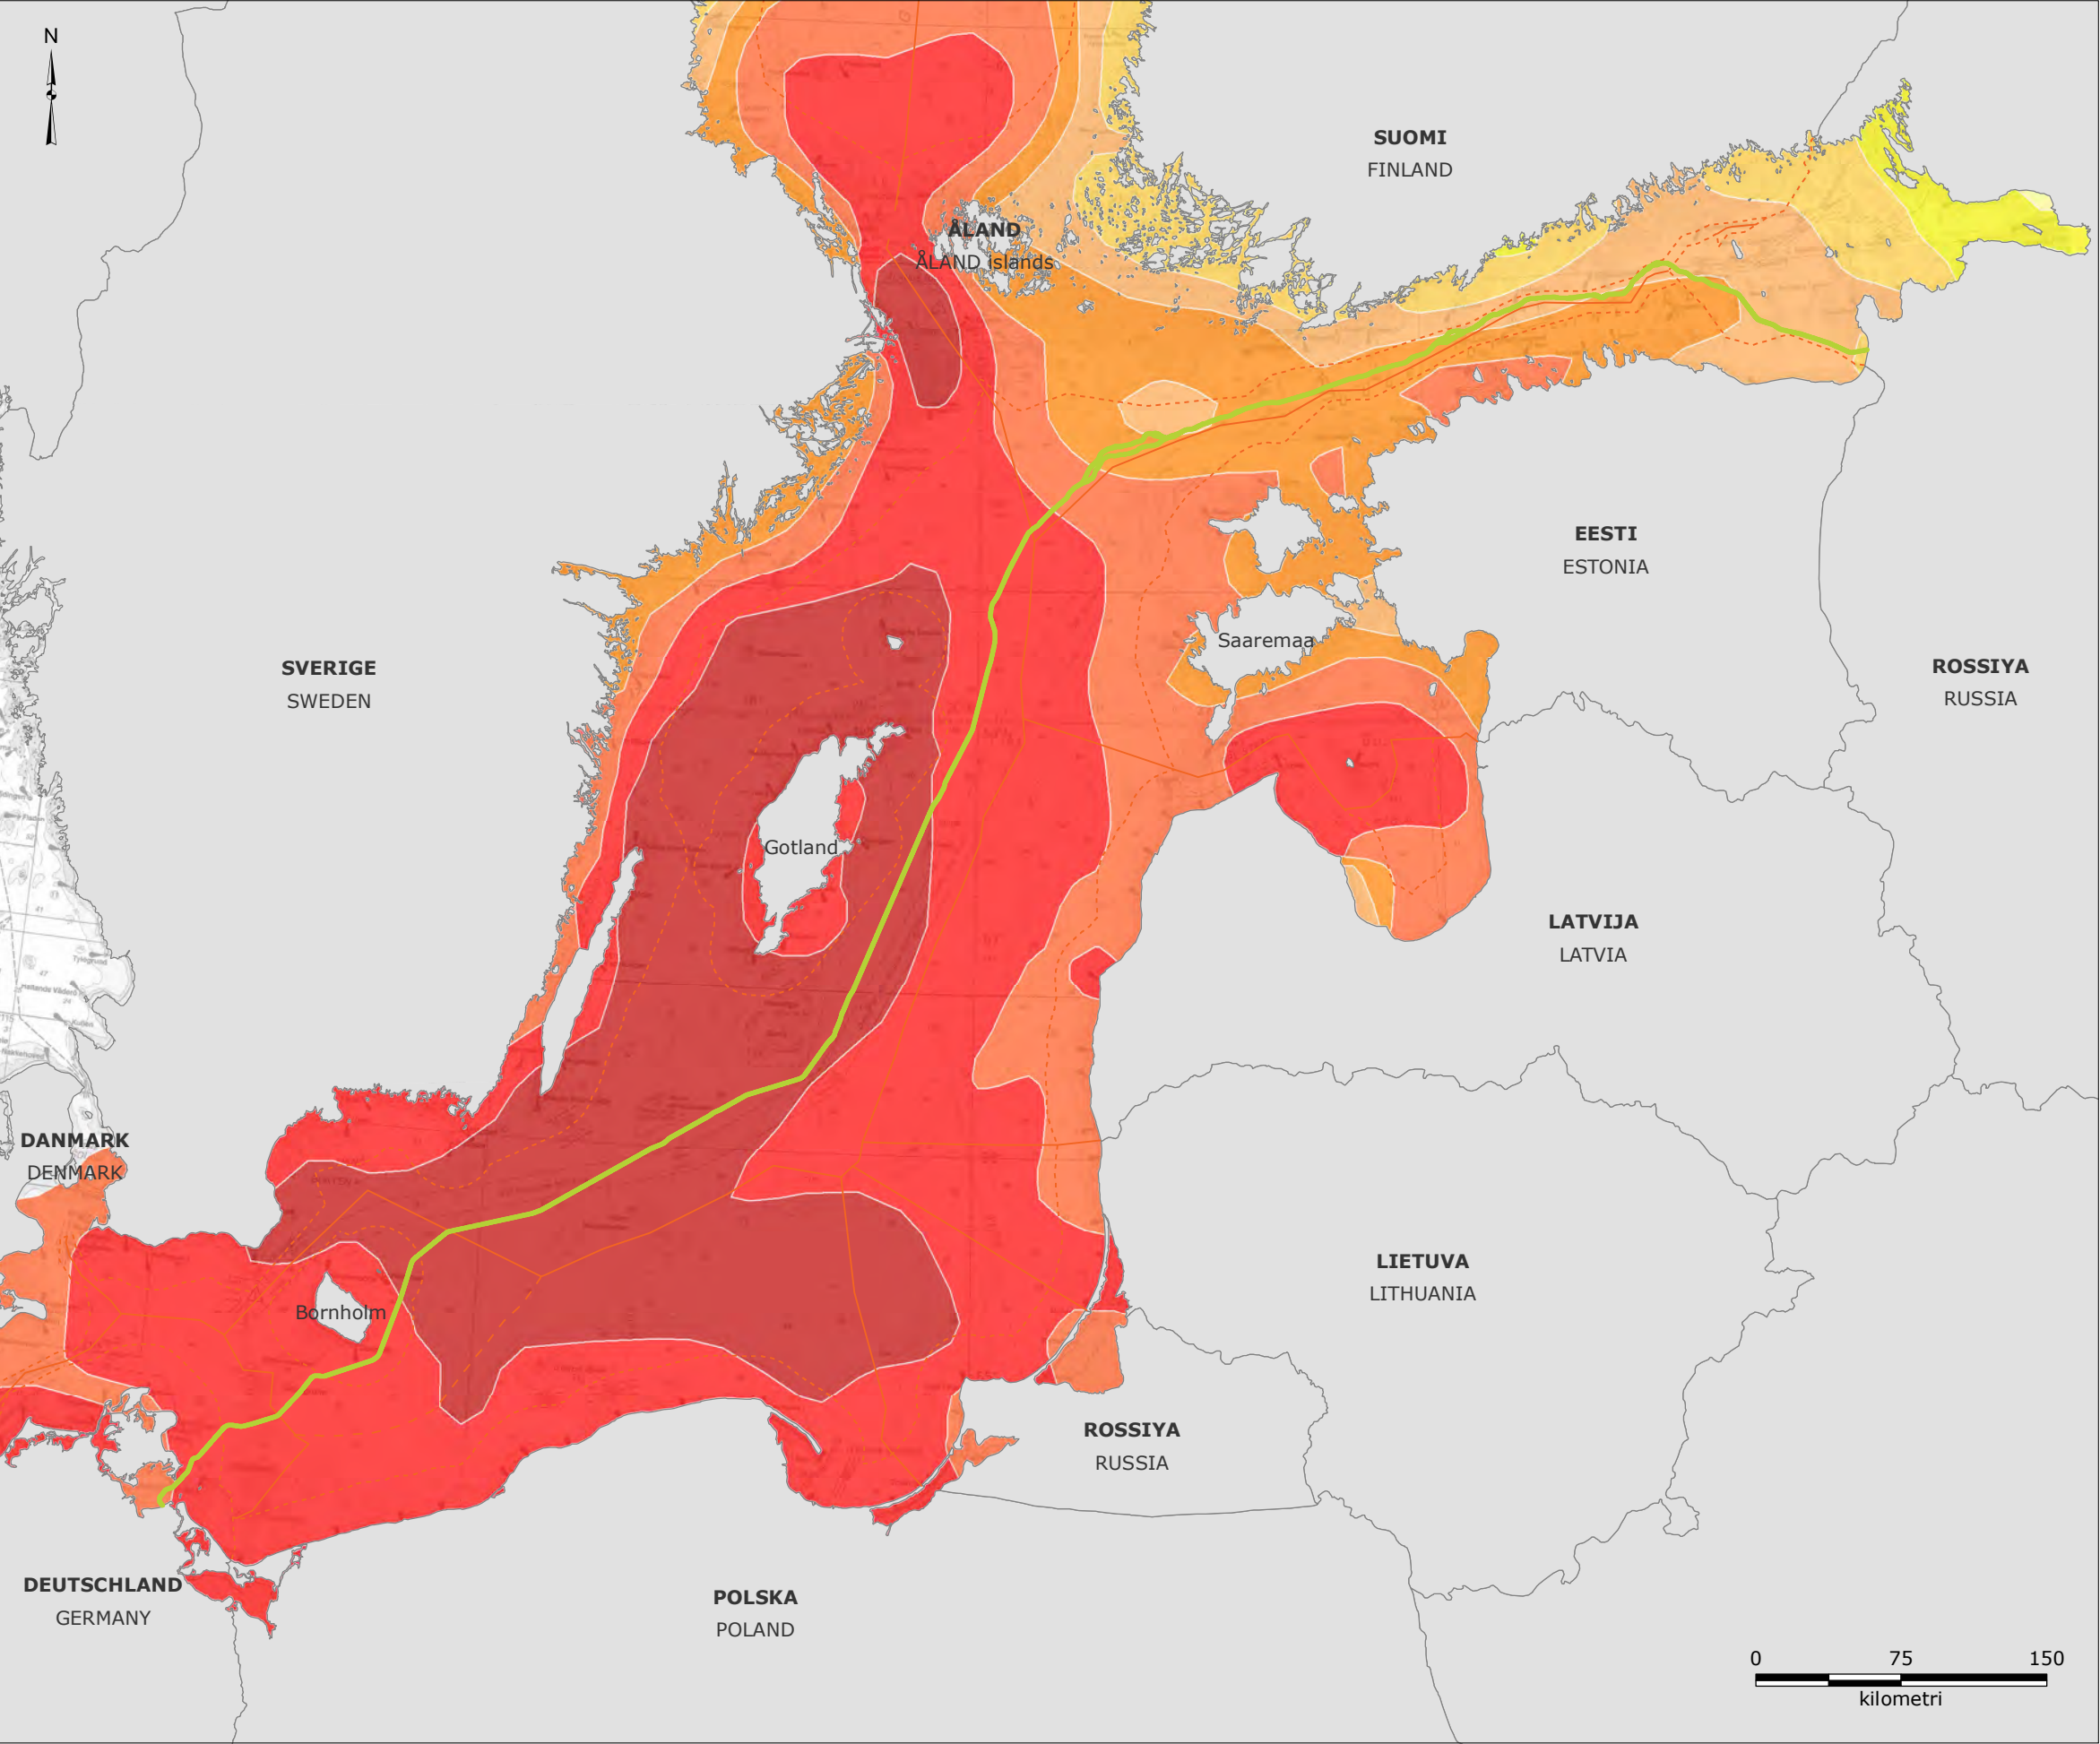 N
SUOMI
FINLAND
ÅLAND
ÅLAND islands
EESTI
ESTONIA
Saaremaa
SVERIGE
SWEDEN
ROSSIYA
RUSSIA
Gotland
LATVIJA
LATVIA
DANMARK
DENMARK
LIETUVA
LITHUANIA
Bornholm
ROSSIYA
RUSSIA
DEUTSCHLAND
GERMANY
POLSKA
POLAND
0 75 150
kilometri